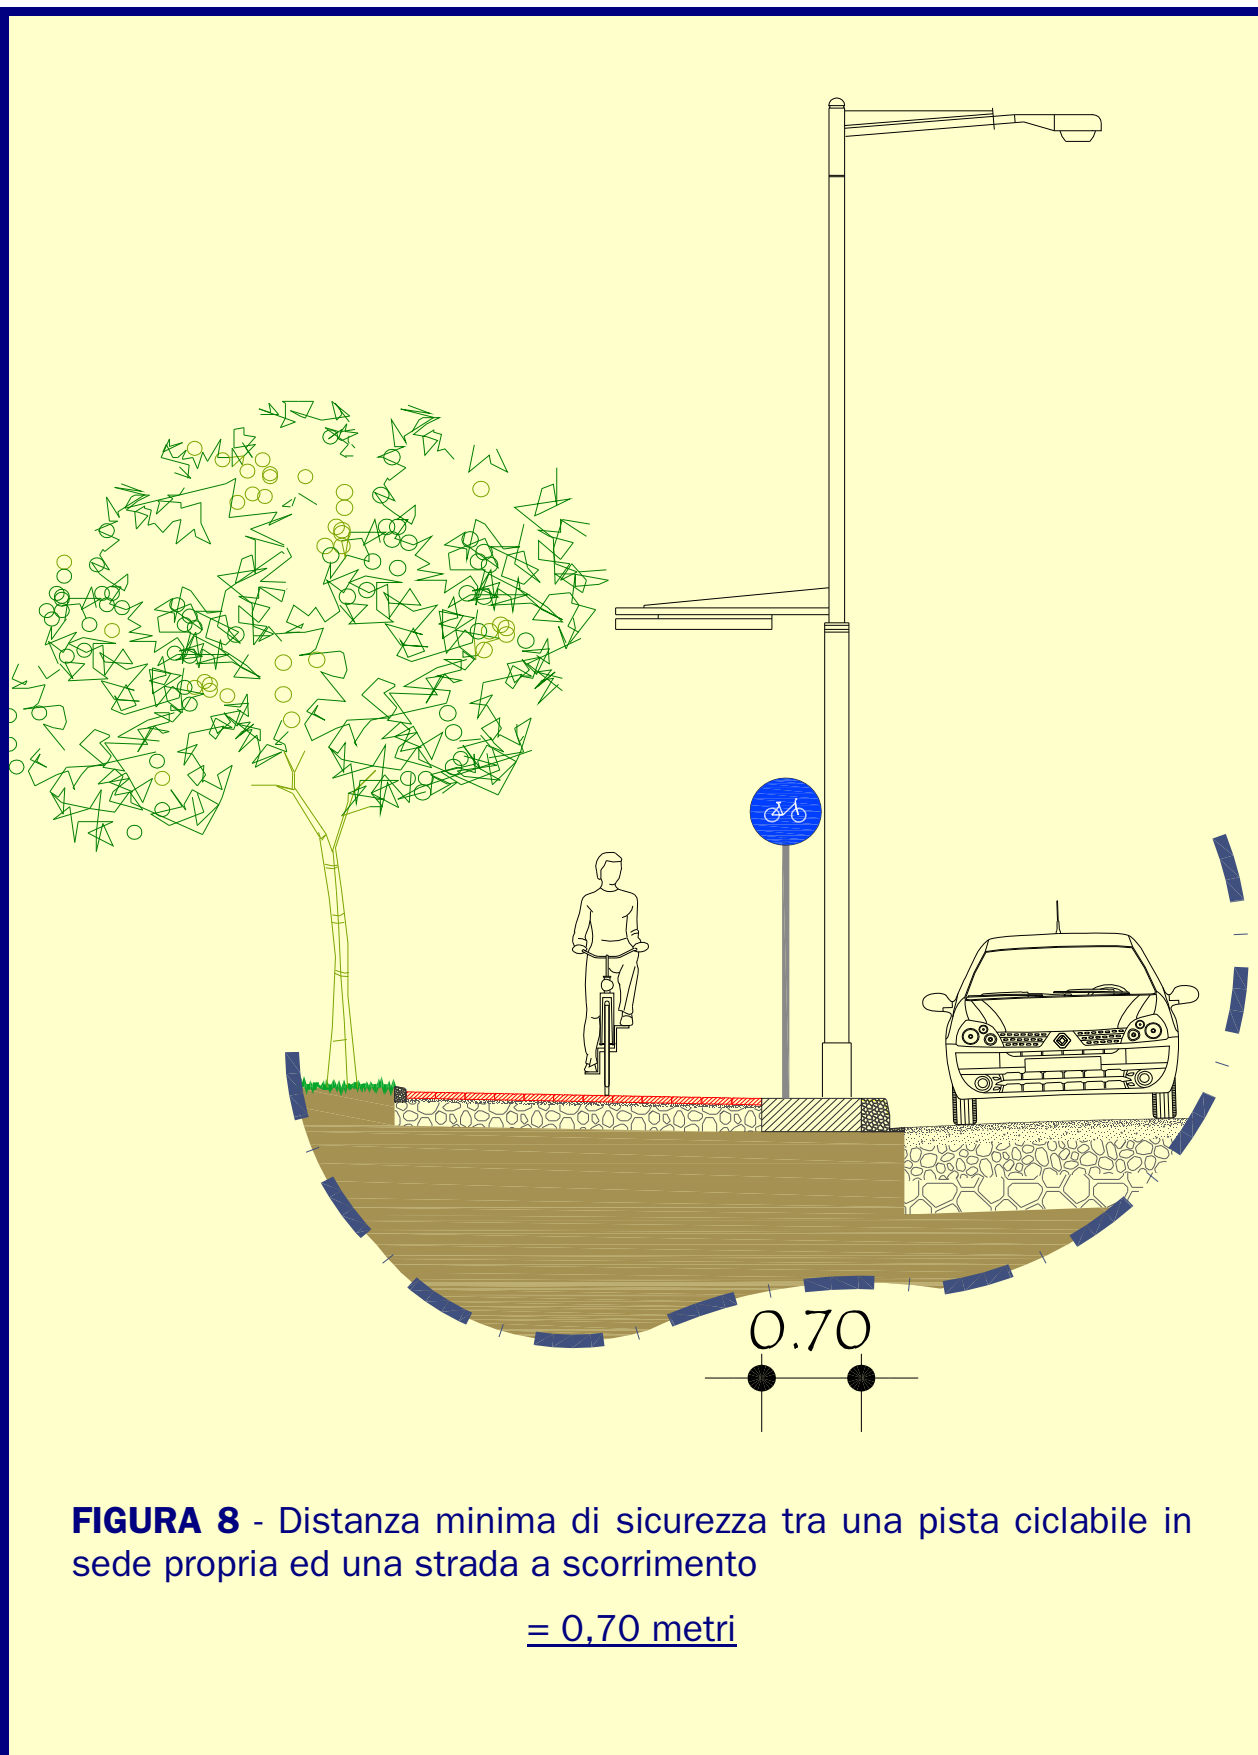 0.70
FIGURA 8 - Distanza minima di sicurezza tra una pista ciclabile in
sede propria ed una strada a scorrimento
= 0,70 metri